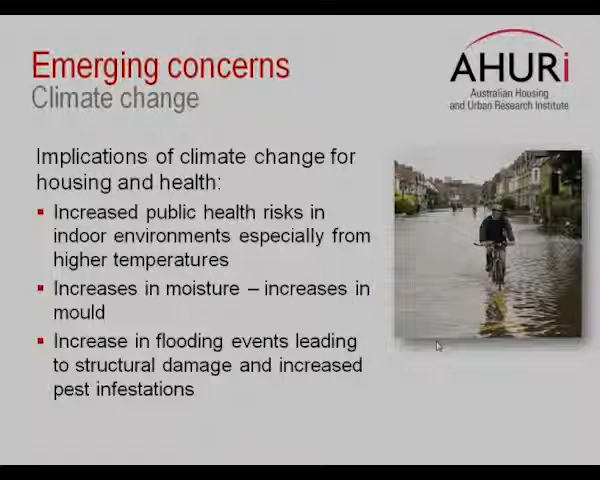 Emerging concerns
Climate change
AHURi
Australian Housing
and Urban Research Institute
Implications of climate change for
housing and health:
▪ Increased public health risks in
indoor environments especially from
higher temperatures
▪ Increases in moisture – increases in
mould
▪ Increase in flooding events leading
to structural damage and increased
pest infestations